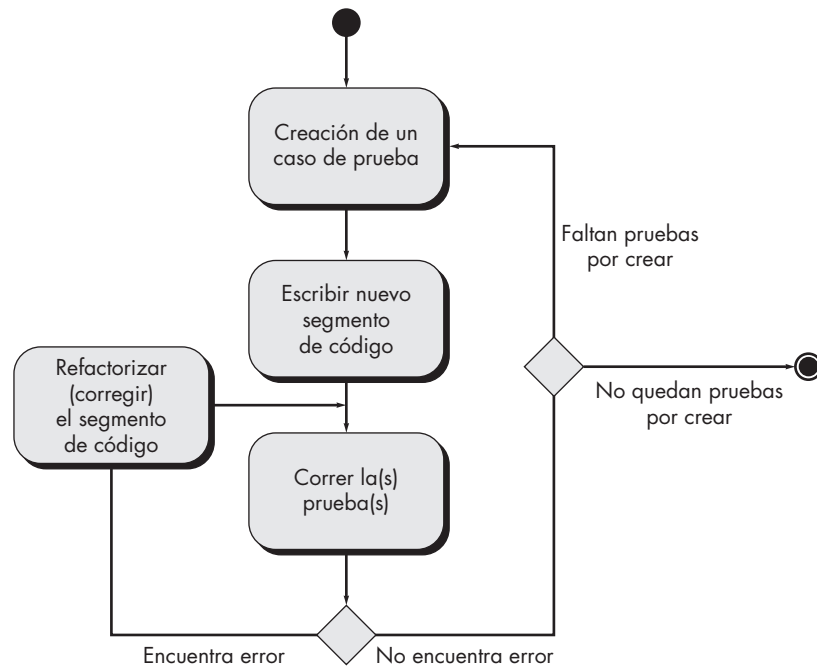 Creación de un
caso de prueba
Faltan pruebas
por crear
Escribir nuevo
segmento
de código
Refactorizar
(corregir)
el segmento
de código
No quedan pruebas
por crear
Correr la(s)
prueba(s)
Encuentra error
No encuentra error